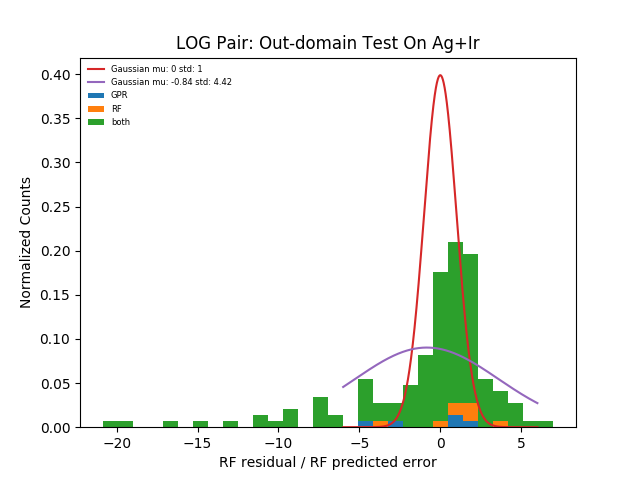 LOG Pair: Out-domain Test On Ag+Ir
Gaussian mu: 0 std: 1
Gaussian mu: -0.84 std: 4.42
GPR
RF
both
0.40
0.35
0.30
0.25
0.20
0.15
0.10
0.05
0.00
Normalized Counts
−20 −15 −10 −5 0 5
RF residual / RF predicted error